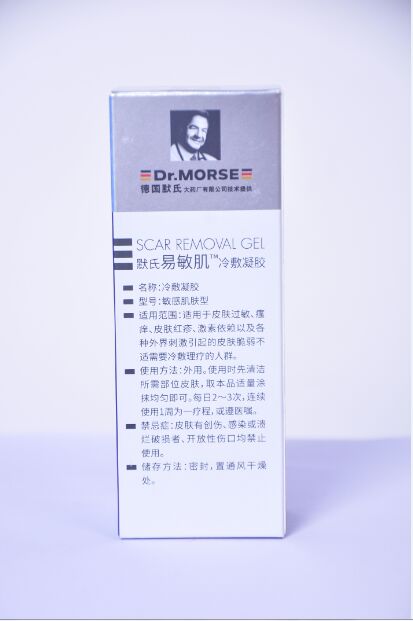 Dr.MORSE
德国默氏大药厂有限公司技术提供
SCAR REMOVAL GEL
默氏易敏肌™冷敷凝胶
名称:冷敷凝胶
型号:敏感肌肤型
适用范围:适用于皮肤过敏、瘙
痒、皮肤红疹、激素依赖以及各
种外界刺激引起的皮肤脆弱不
适需要冷敷理疗的人群。
使用方法:外用。使用时先清洁
所需部位皮肤,取本品适量涂
抹均匀即可。每日2~3次,连续
使用1周为一疗程,或遵医嘱。
禁忌症:皮肤有创伤、感染或溃
烂破损者、开放性伤口均禁止
使用。
储存方法:密封,置通风干燥
处。